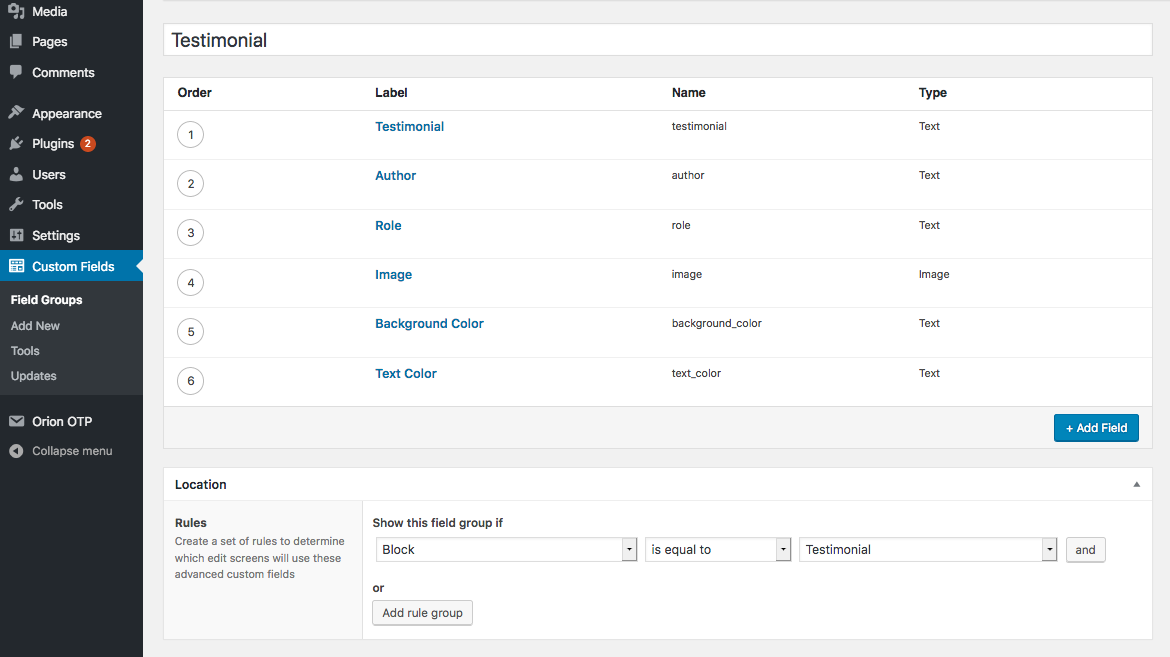 Media
Pages
Comments
Appearance
Plugins 2
Users
Tools
Settings
Custom Fields
Field Groups
Add New
Tools
Updates
Orion OTP
Collapse menu
Testimonial
Order Label Name Type
1 Testimonial testimonial Text
2 Author author Text
3 Role role Text
4 Image image Image
5 Background Color background_color Text
6 Text Color text_color Text
+ Add Field
Location
Rules
Create a set of rules to determine
which edit screens will use these
advanced custom fields
Show this field group if
Block is equal to Testimonial and
or
Add rule group